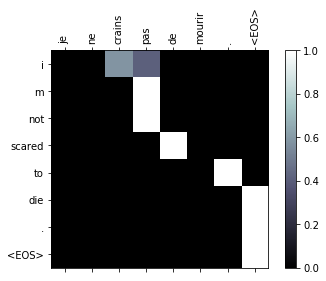 je ne crains pas de mourir . <EOS>
i
m
not
scared
to
die
.
<EOS>
1.0
0.8
0.6
0.4
0.2
0.0